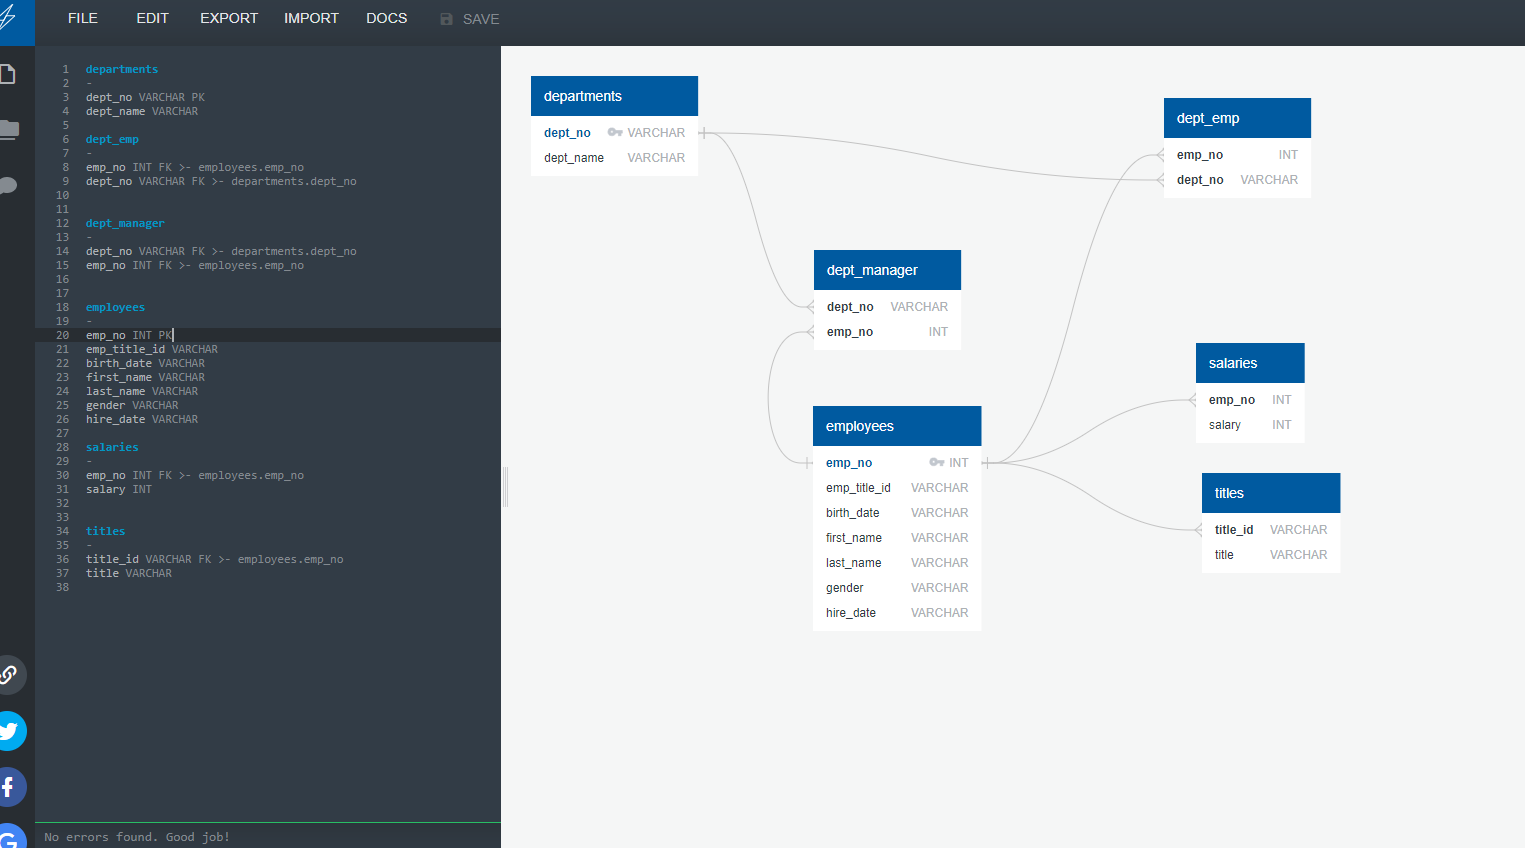 FILE EDIT EXPORT IMPORT DOCS SAVE
1 departments
2 -
3 dept_no VARCHAR PK
4 dept_name VARCHAR
5
6 dept_emp
7 -
8 emp_no INT FK >- employees.emp_no
9 dept_no VARCHAR FK >- departments.dept_no
10
11
12 dept_manager
13 -
14 dept_no VARCHAR FK >- departments.dept_no
15 emp_no INT FK >- employees.emp_no
16
17
18 employees
19 -
20 emp_no INT PK
21 emp_title_id VARCHAR
22 birth_date VARCHAR
23 first_name VARCHAR
24 last_name VARCHAR
25 gender VARCHAR
26 hire_date VARCHAR
27
28 salaries
29 -
30 emp_no INT FK >- employees.emp_no
31 salary INT
32
33
34 titles
35 -
36 title_id VARCHAR FK >- employees.emp_no
37 title VARCHAR
38
No errors found. Good job!
departments
dept_no VARCHAR
dept_name VARCHAR
dept_emp
emp_no INT
dept_no VARCHAR
dept_manager
dept_no VARCHAR
emp_no INT
employees
emp_no INT
emp_title_id VARCHAR
birth_date VARCHAR
first_name VARCHAR
last_name VARCHAR
gender VARCHAR
hire_date VARCHAR
salaries
emp_no INT
salary INT
titles
title_id VARCHAR
title VARCHAR